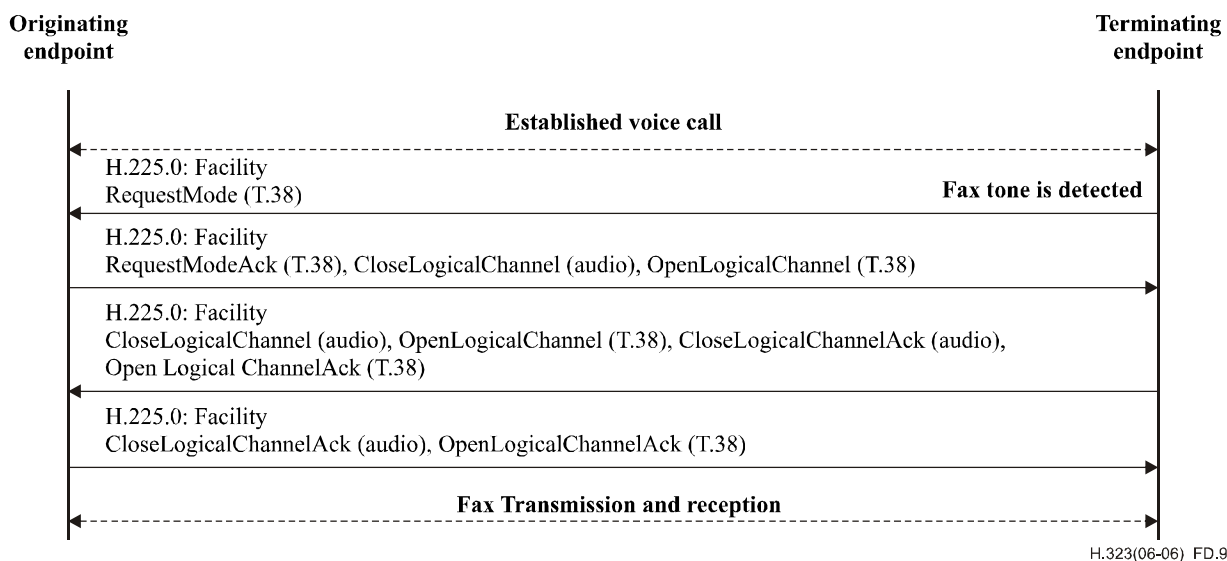 Originating
endpoint
Terminating
endpoint
Established voice call
H.225.0: Facility
RequestMode (T.38)
Fax tone is detected
H.225.0: Facility
RequestModeAck (T.38), CloseLogicalChannel (audio), OpenLogicalChannel (T.38)
H.225.0: Facility
CloseLogicalChannel (audio), OpenLogicalChannel (T.38), CloseLogicalChannelAck (audio),
Open Logical ChannelAck (T.38)
H.225.0: Facility
CloseLogicalChannelAck (audio), OpenLogicalChannelAck (T.38)
Fax Transmission and reception
H.323(06-06) FD.9